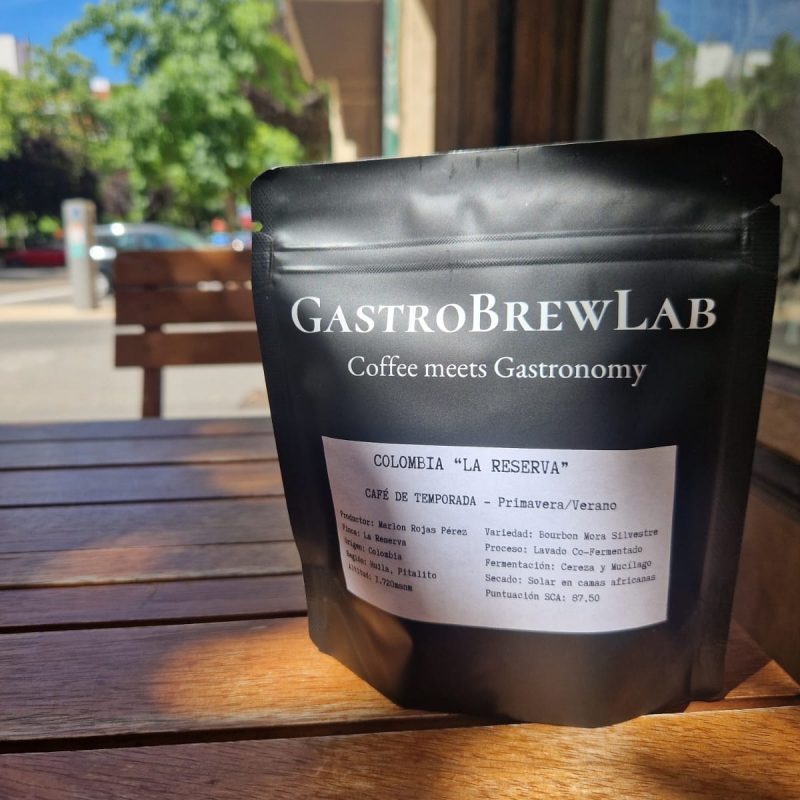 GastroBrewLab
Coffee meets Gastronomy
COLOMBIA “LA RESERVA”
CAFÉ DE TEMPORADA - Primavera/Verano
Productor: Marlon Rojas Pérez
Finca: La Reserva
Origen: Colombia
Región: Huila, Pitalito
Altitud: 1.720msnm
Variedad: Bourbon Mora Silvestre
Proceso: Lavado Co-Fermentado
Fermentación: Cereza y Mucílago
Secado: Solar en camas africanas
Puntuación SCA: 87.50